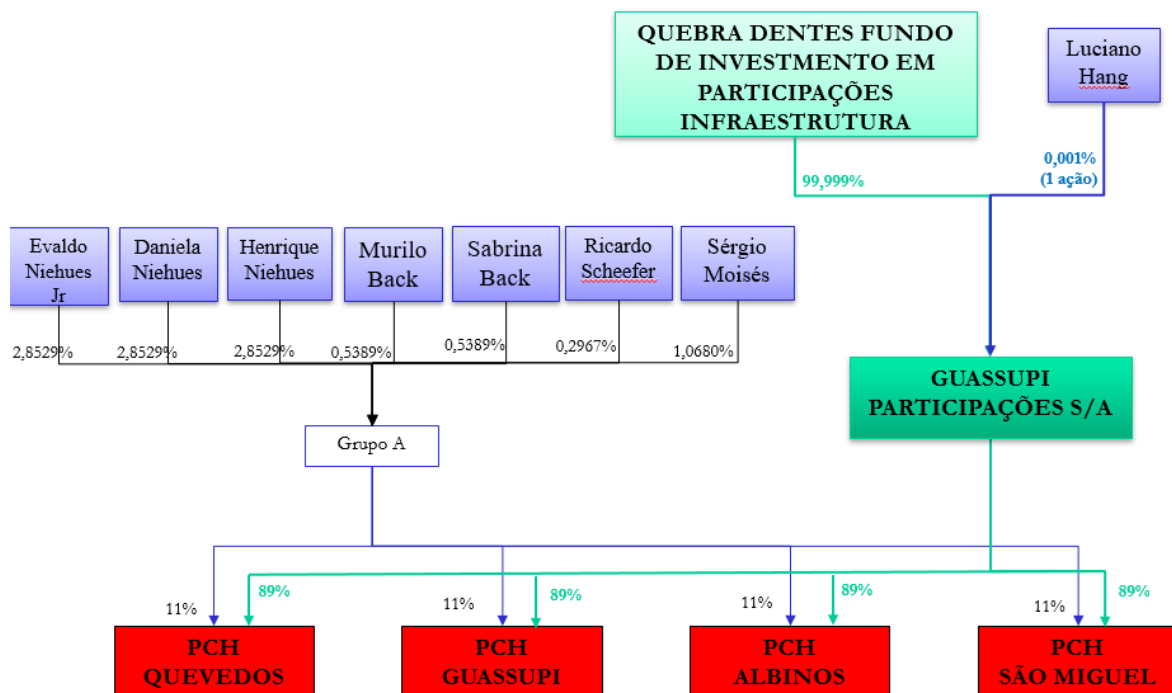 QUEBRA DENTES FUNDO
DE INVESTIMENTO EM
PARTICIPAÇÕES
INFRAESTRUTURA
Luciano
Hang
99,999%
0,001%
(1 ação)
Evaldo
Niehues
Jr
Daniela
Niehues
Henrique
Niehues
Murilo
Back
Sabrina
Back
Ricardo
Scheefer
Sérgio
Moisés
2,8529%
2,8529%
2,8529%
0,5389%
0,5389%
0,2967%
1,0680%
GUASSUPI
PARTICIPAÇÕES S/A
Grupo A
11%
89%
11%
89%
11%
89%
11%
89%
PCH
QUEVEDOS
PCH
GUASSUPI
PCH
ALBINOS
PCH
SÃO MIGUEL